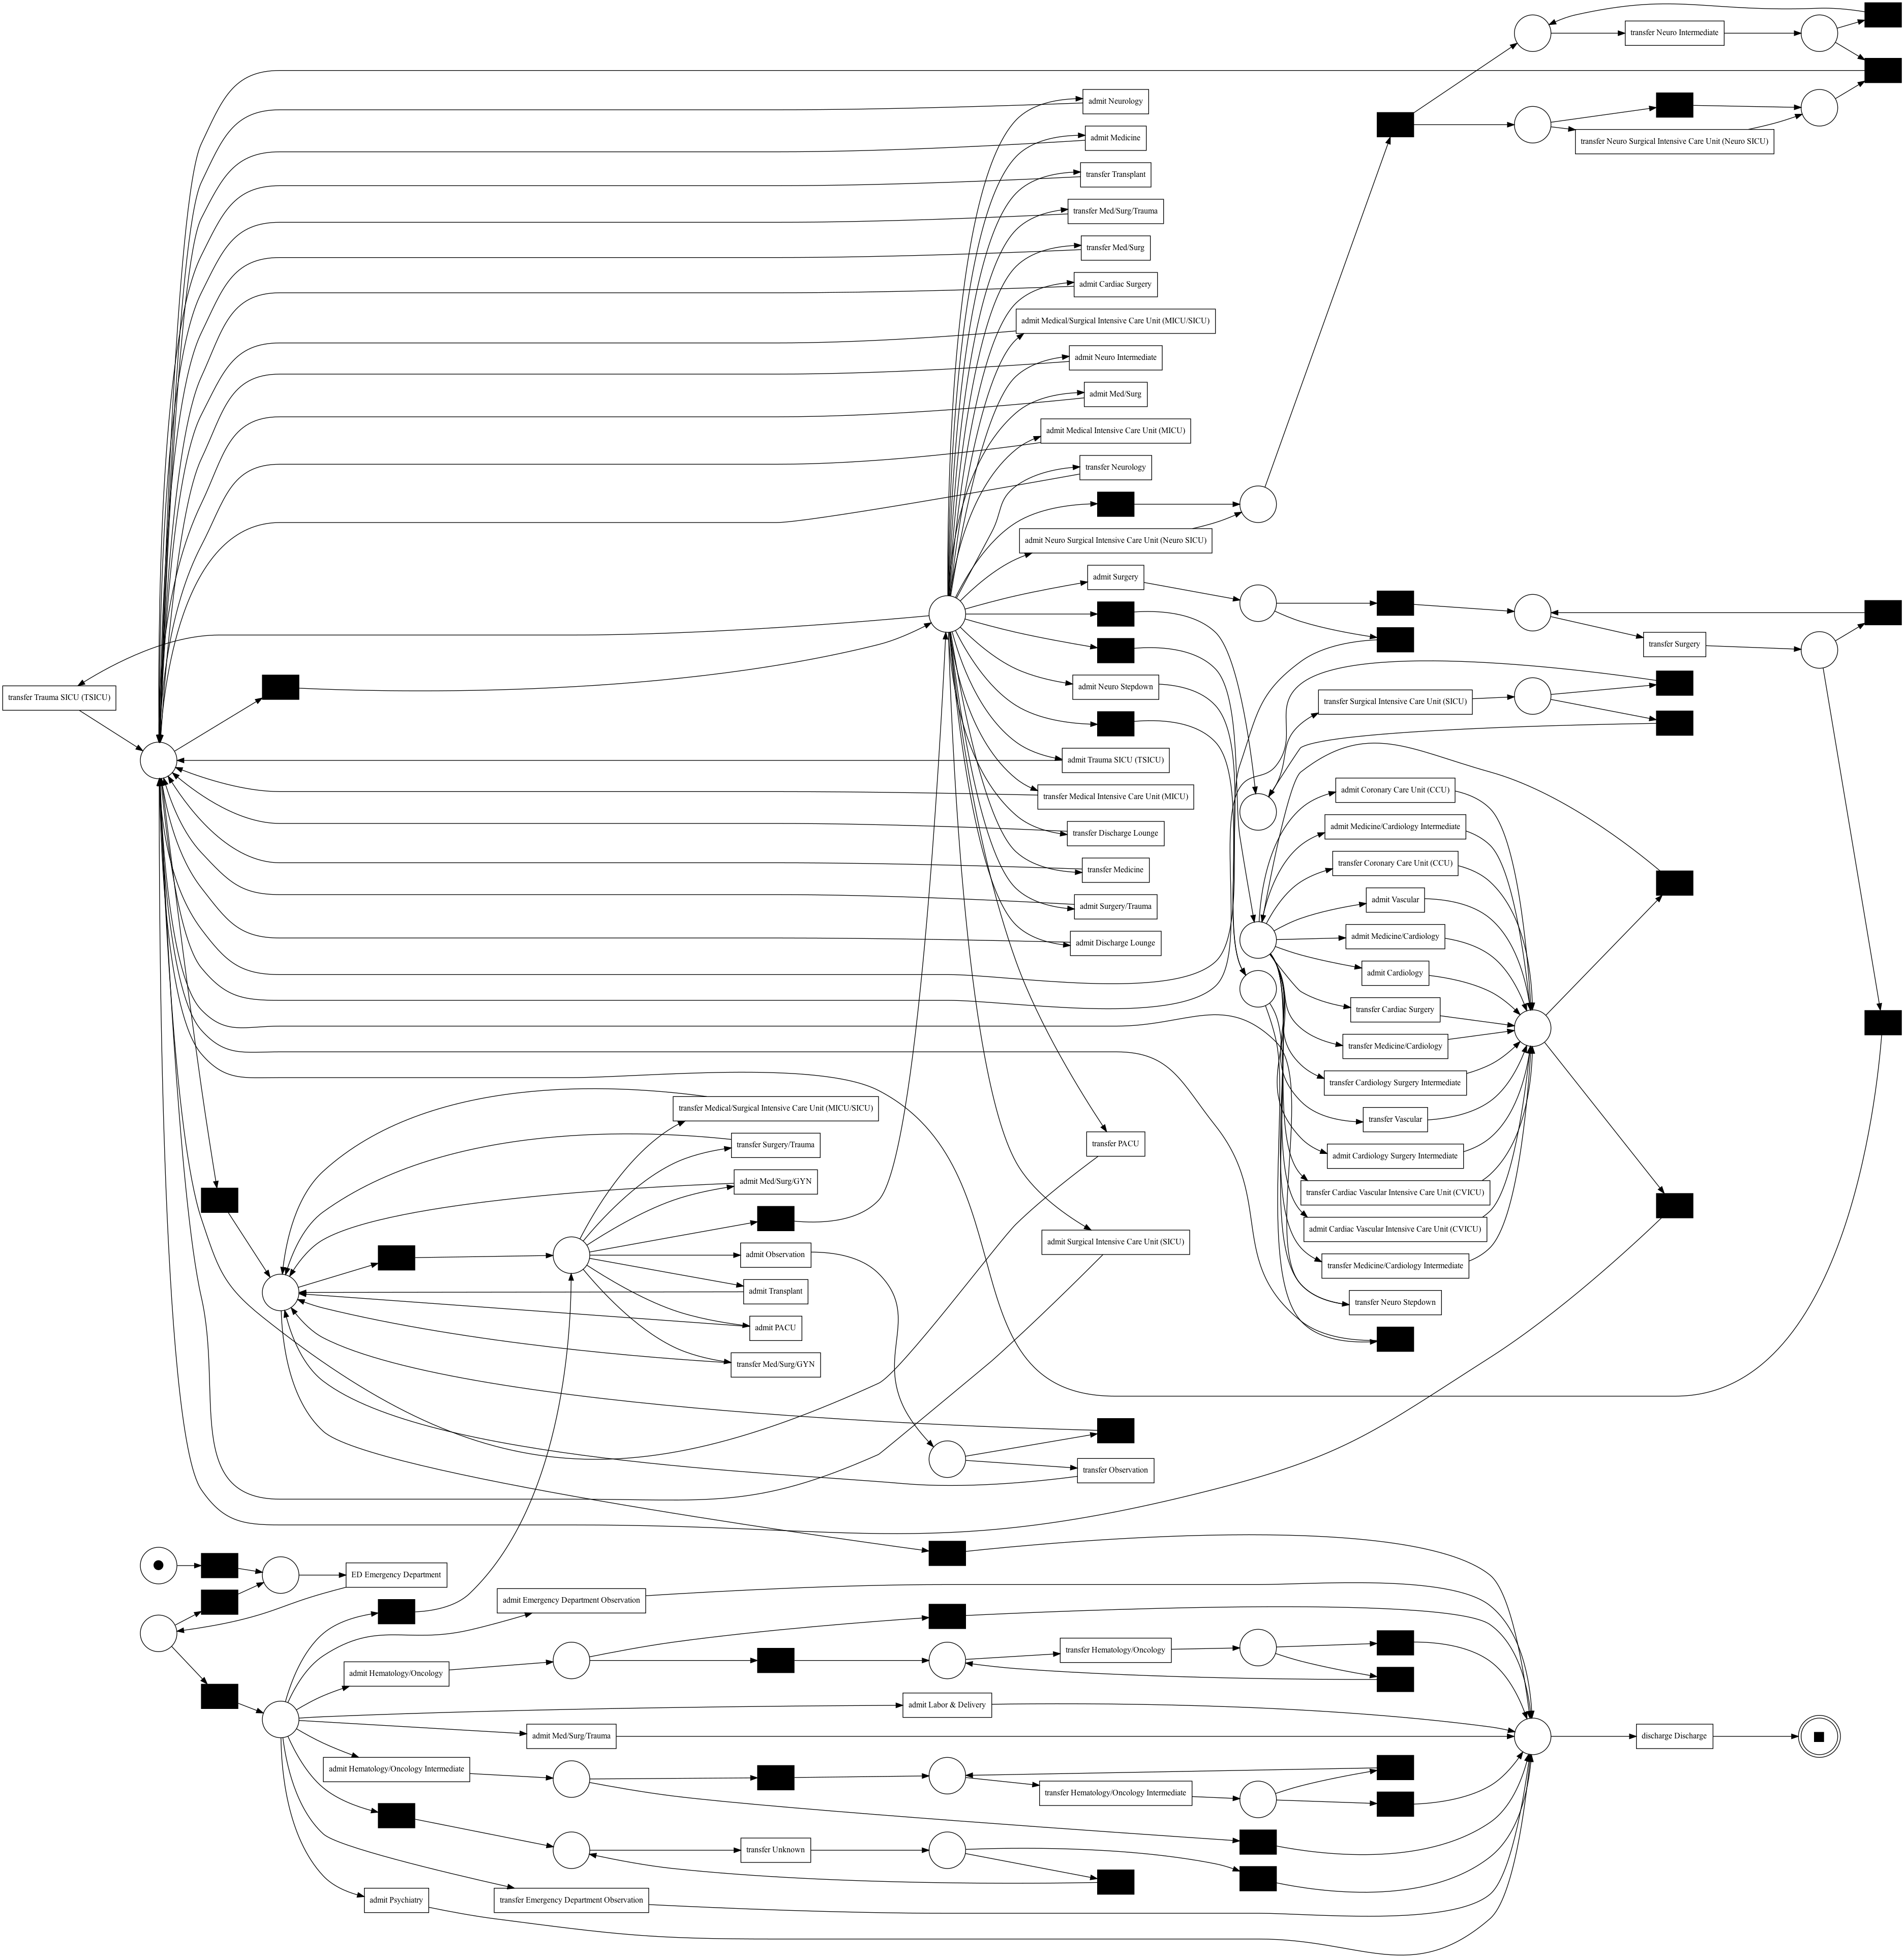 transfer Neuro Intermediate
transfer Neuro Surgical Intensive Care Unit (Neuro SICU)
admit Neurology
admit Medicine
transfer Transplant
transfer Med/Surg/Trauma
transfer Med/Surg
admit Cardiac Surgery
admit Medical/Surgical Intensive Care Unit (MICU/SICU)
admit Neuro Intermediate
admit Med/Surg
admit Medical Intensive Care Unit (MICU)
transfer Neurology
admit Neuro Surgical Intensive Care Unit (Neuro SICU)
admit Surgery
transfer Surgery
admit Neuro Stepdown
transfer Trauma SICU (TSICU)
transfer Surgical Intensive Care Unit (SICU)
admit Trauma SICU (TSICU)
transfer Medical Intensive Care Unit (MICU)
transfer Discharge Lounge
transfer Medicine
admit Surgery/Trauma
admit Discharge Lounge
admit Coronary Care Unit (CCU)
admit Medicine/Cardiology Intermediate
transfer Coronary Care Unit (CCU)
admit Vascular
admit Medicine/Cardiology
admit Cardiology
transfer Cardiac Surgery
transfer Medicine/Cardiology
transfer Cardiology Surgery Intermediate
transfer Vascular
admit Cardiology Surgery Intermediate
transfer Cardiac Vascular Intensive Care Unit (CVICU)
admit Cardiac Vascular Intensive Care Unit (CVICU)
transfer Medicine/Cardiology Intermediate
transfer Neuro Stepdown
transfer Medical/Surgical Intensive Care Unit (MICU/SICU)
transfer Surgery/Trauma
admit Med/Surg/GYN
admit Observation
admit Transplant
admit PACU
transfer Med/Surg/GYN
transfer PACU
admit Surgical Intensive Care Unit (SICU)
transfer Observation
ED Emergency Department
admit Emergency Department Observation
admit Hematology/Oncology
transfer Hematology/Oncology
admit Labor & Delivery
admit Med/Surg/Trauma
discharge Discharge
admit Hematology/Oncology Intermediate
transfer Hematology/Oncology Intermediate
transfer Unknown
admit Psychiatry
transfer Emergency Department Observation